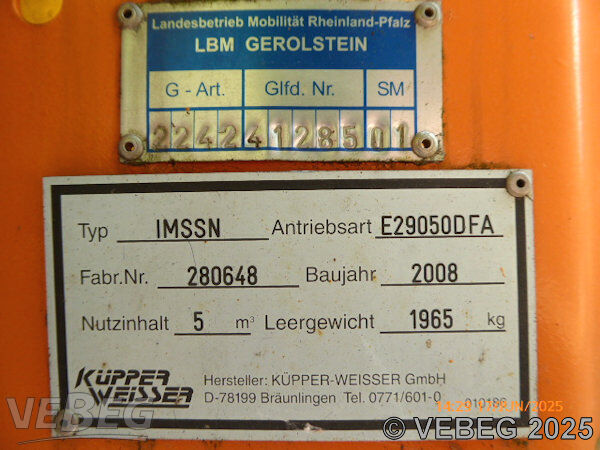 Landesbetrieb Mobilität Rheinland-Pfalz
LBM GEROLSTEIN
G - Art. Glfd. Nr. SM
22424128501
Typ IMSSN Antriebsart E29050DFA
Fabr.Nr. 280648 Baujahr 2008
Nutzinhalt 5 m³ Leergewicht 1965 kg
KÜPPER WEISSER
Hersteller: KÜPPER-WEISSER GmbH
D-78199 Bräunlingen Tel. 0771/601-0 010186
VEBEG
© VEBEG 2025